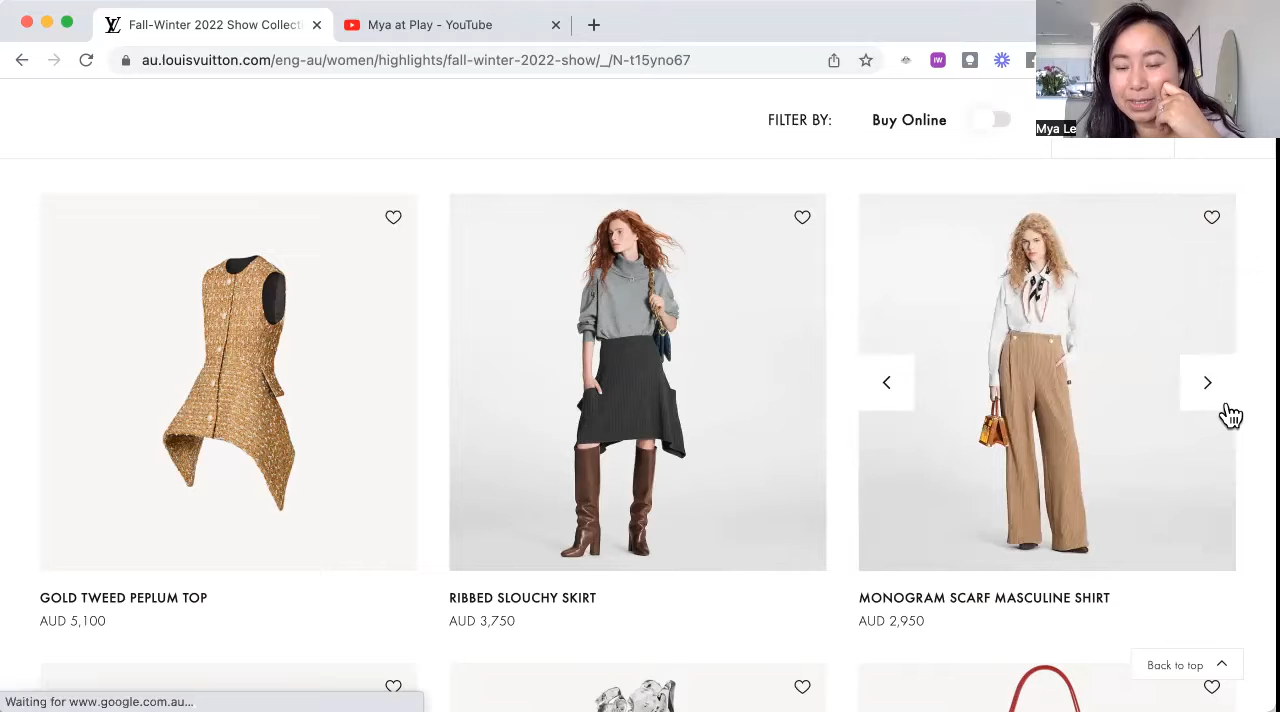 Fall-Winter 2022 Show Collecti
Mya at Play - YouTube
au.louisvuitton.com/eng-au/women/highlights/fall-winter-2022-show/_/N-t15yno67
IW
Mya Le
FILTER BY:
Buy Online
GOLD TWEED PEPLUM TOP
AUD 5,100
RIBBED SLOUCHY SKIRT
AUD 3,750
MONOGRAM SCARF MASCULINE SHIRT
AUD 2,950
Back to top
Waiting for www.google.com.au...